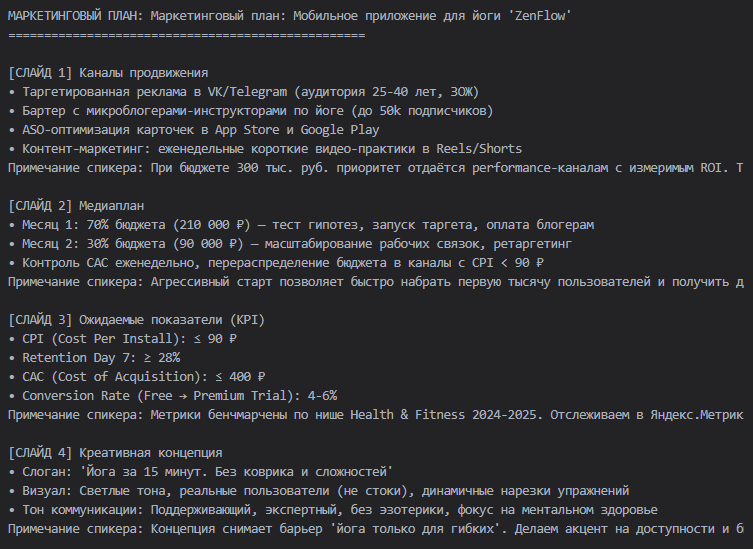 МАРКЕТИНГОВЫЙ ПЛАН: Маркетинговый план: Мобильное приложение для йоги 'ZenFlow'
==================================================
[СЛАЙД 1] Каналы продвижения
• Таргетированная реклама в VK/Telegram (аудитория 25-40 лет, ЗОЖ)
• Бартер с микроблогерами-инструкторами по йоге (до 50k подписчиков)
• ASO-оптимизация карточек в App Store и Google Play
• Контент-маркетинг: еженедельные короткие видео-практики в Reels/Shorts
Примечание спикера: При бюджете 300 тыс. руб. приоритет отдаётся performance-каналам с измеримым ROI. Т
[СЛАЙД 2] Медиаплан
• Месяц 1: 70% бюджета (210 000 ₽) — тест гипотез, запуск таргета, оплата блогерам
• Месяц 2: 30% бюджета (90 000 ₽) — масштабирование рабочих связок, ретаргетинг
• Контроль CAC еженедельно, перераспределение бюджета в каналы с CPI < 90 ₽
Примечание спикера: Агрессивный старт позволяет быстро набрать первую тысячу пользователей и получить д
[СЛАЙД 3] Ожидаемые показатели (KPI)
• CPI (Cost Per Install): ≤ 90 ₽
• Retention Day 7: ≥ 28%
• CAC (Cost of Acquisition): ≤ 400 ₽
• Conversion Rate (Free → Premium Trial): 4-6%
Примечание спикера: Метрики бенчмарчены по нише Health & Fitness 2024-2025. Отслеживаем в Яндекс.Метрик
[СЛАЙД 4] Креативная концепция
• Слоган: 'Йога за 15 минут. Без коврика и сложностей'
• Визуал: Светлые тона, реальные пользователи (не стоки), динамичные нарезки упражнений
• Тон коммуникации: Поддерживающий, экспертный, без эзотерики, фокус на ментальном здоровье
Примечание спикера: Концепция снимает барьер 'йога только для гибких'. Делаем акцент на доступности и б